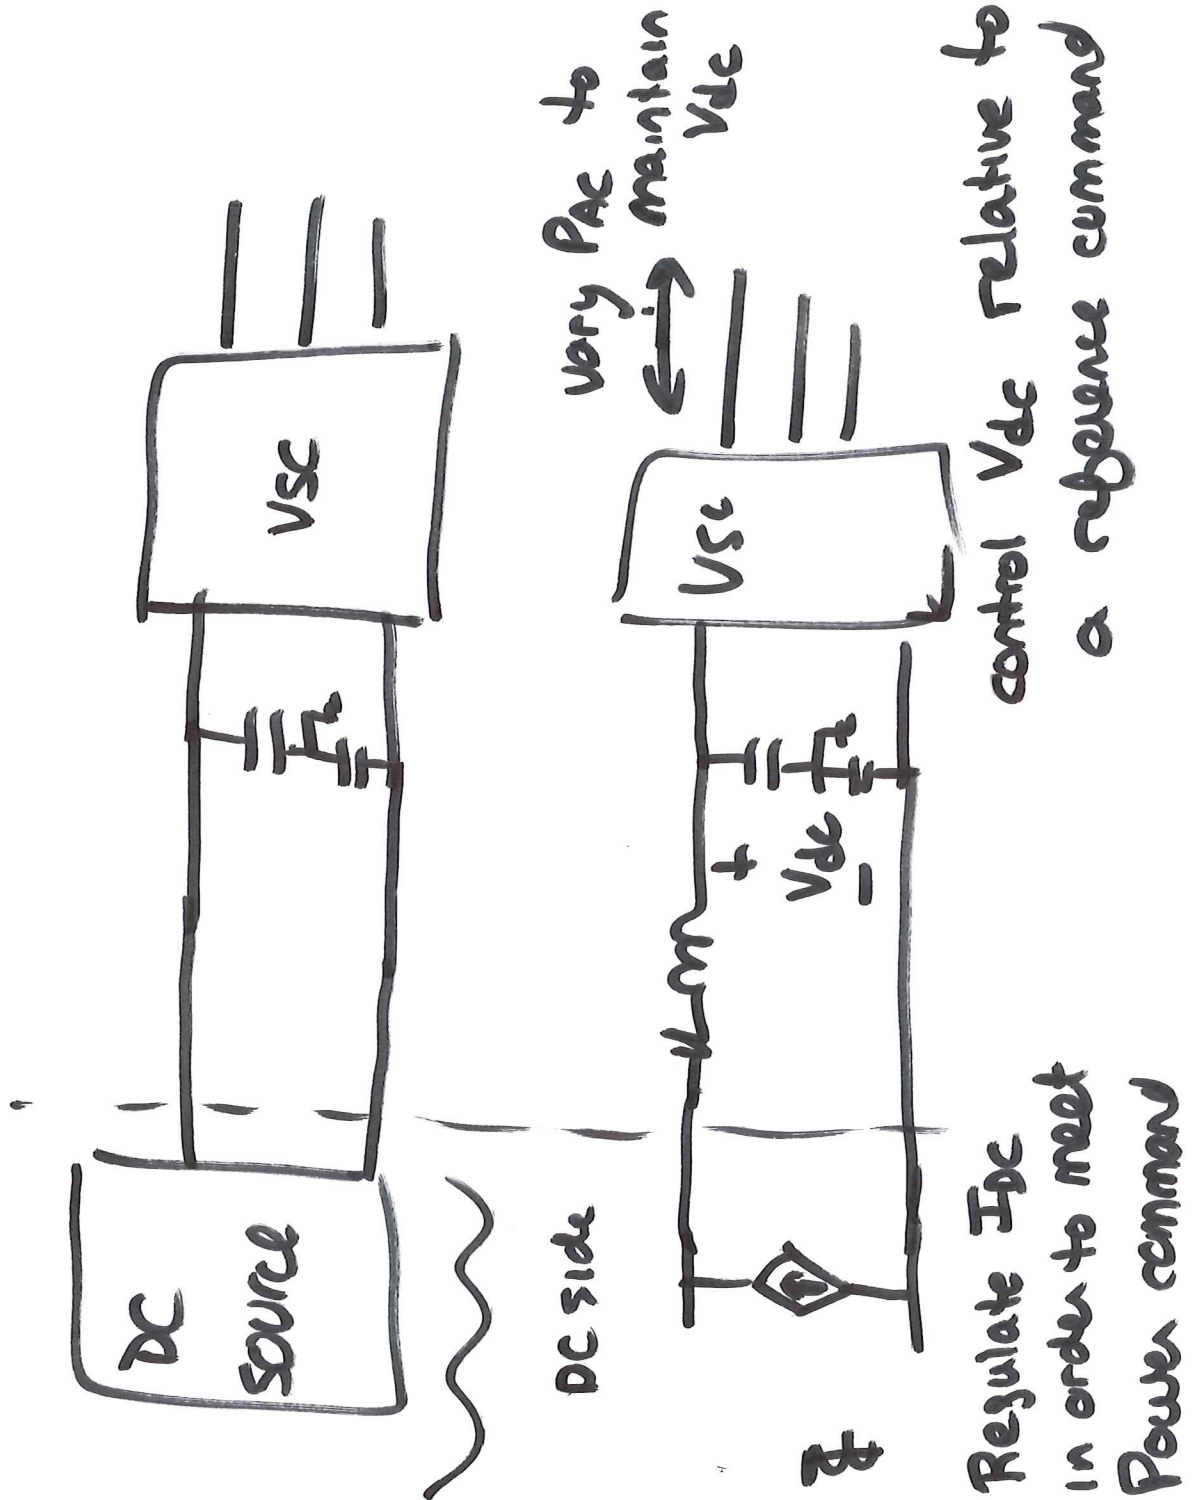 DC
SOURCE
VSC
DC side
vary PAC to
maintain
Vdc
+
Vdc
-
VSC
Regulate IDC
in order to meet
Power command
control Vdc relative to
a reference command